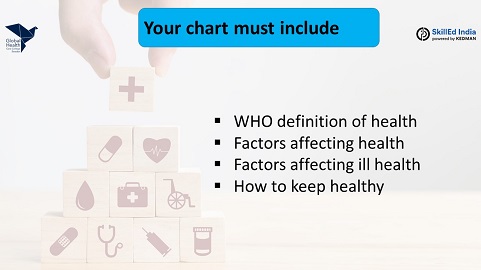 Your chart must include
Global
Health
SkillEd India
powered by KEDMAN
▪ WHO definition of health
▪ Factors affecting health
▪ Factors affecting ill health
▪ How to keep healthy